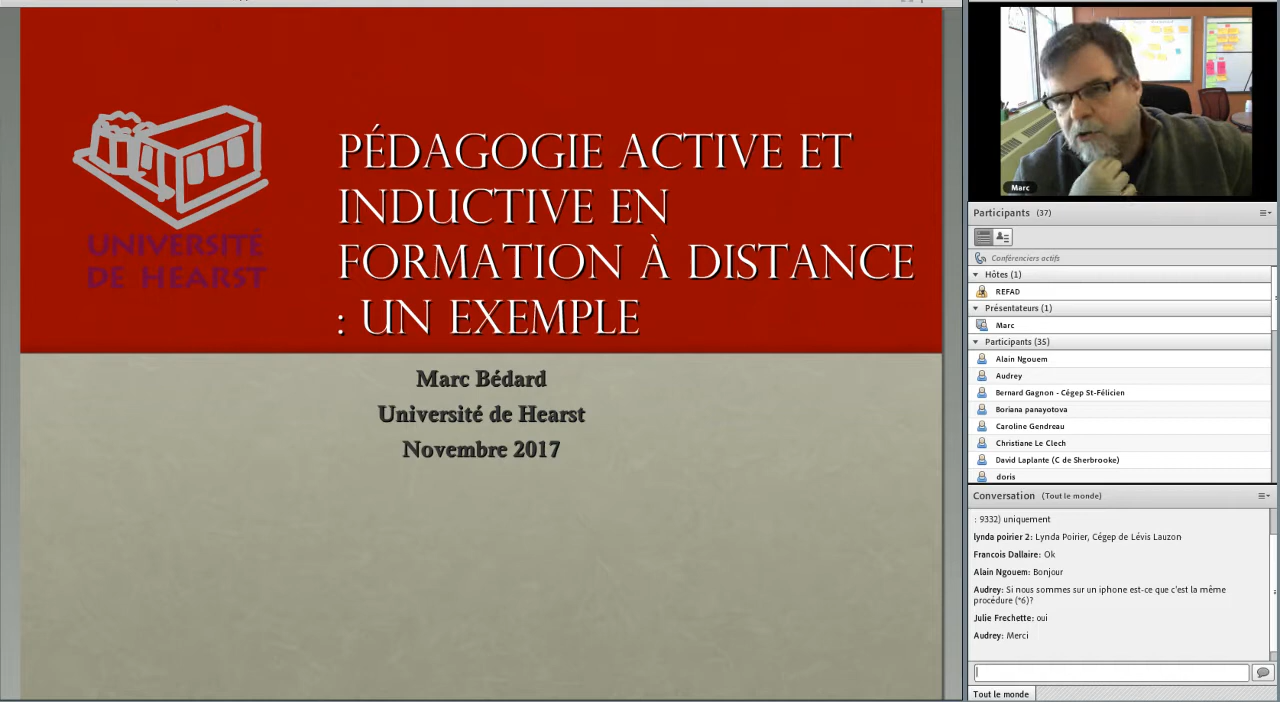 UNIVERSITÉ
DE HEARST
PÉDAGOGIE ACTIVE ET
INDUCTIVE EN
FORMATION À DISTANCE
: UN EXEMPLE
Marc Bédard
Université de Hearst
Novembre 2017
Marc
Participants (37)
Conférenciers actifs
Hôtes (1)
REFAD
Présentateurs (1)
Marc
Participants (35)
Alain Ngouem
Audrey
Bernard Gagnon - Cégep St-Félicien
Boriana panayotova
Caroline Gendreau
Christiane Le Clech
David Laplante (C de Sherbrooke)
doris
Conversation (Tout le monde)
: 9332) uniquement
lynda poirier 2: Lynda Poirier, Cégep de Lévis Lauzon
Francois Dallaire: Ok
Alain Ngouem: Bonjour
Audrey: Si nous sommes sur un iphone est-ce que c'est la même
procédure (*6)?
Julie Frechette: oui
Audrey: Merci
Tout le monde